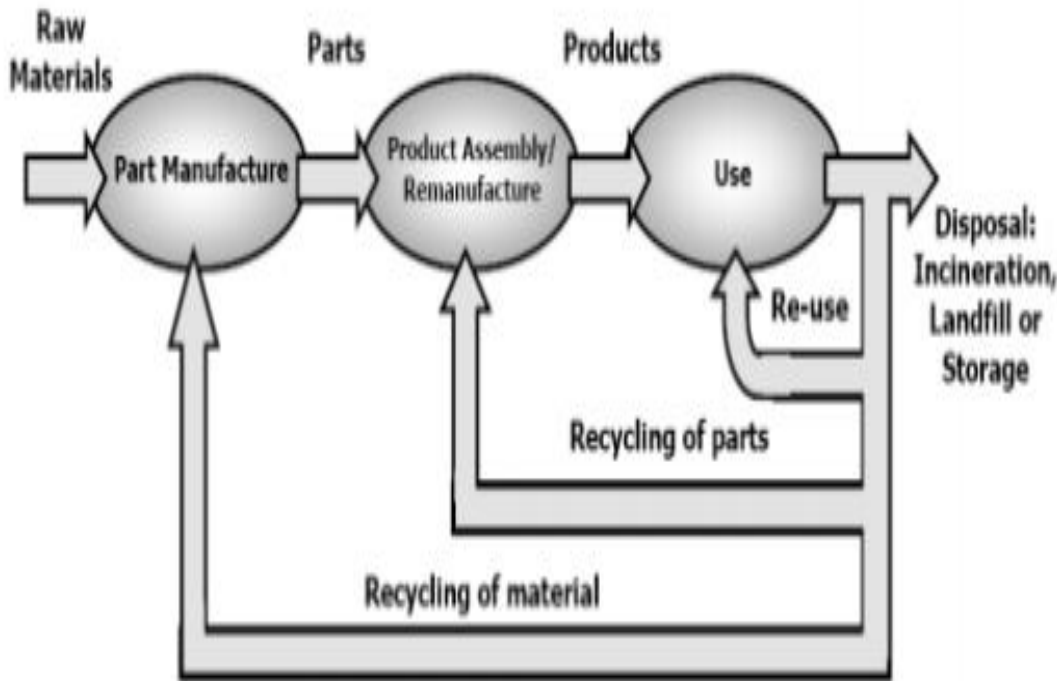 Raw
Materials
Parts
Products
Part Manufacture
Product Assembly/
Remanufacture
Use
Disposal:
Incineration,
Landfill or
Storage
Re-use
Recycling of parts
Recycling of material